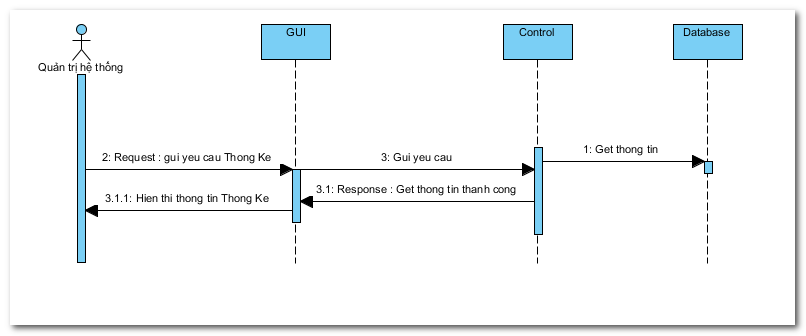 GUI
Control
Database
Quản trị hệ thống
1: Get thong tin
2: Request : gui yeu cau Thong Ke
3: Gui yeu cau
3.1: Response : Get thong tin thanh cong
3.1.1: Hien thi thong tin Thong Ke